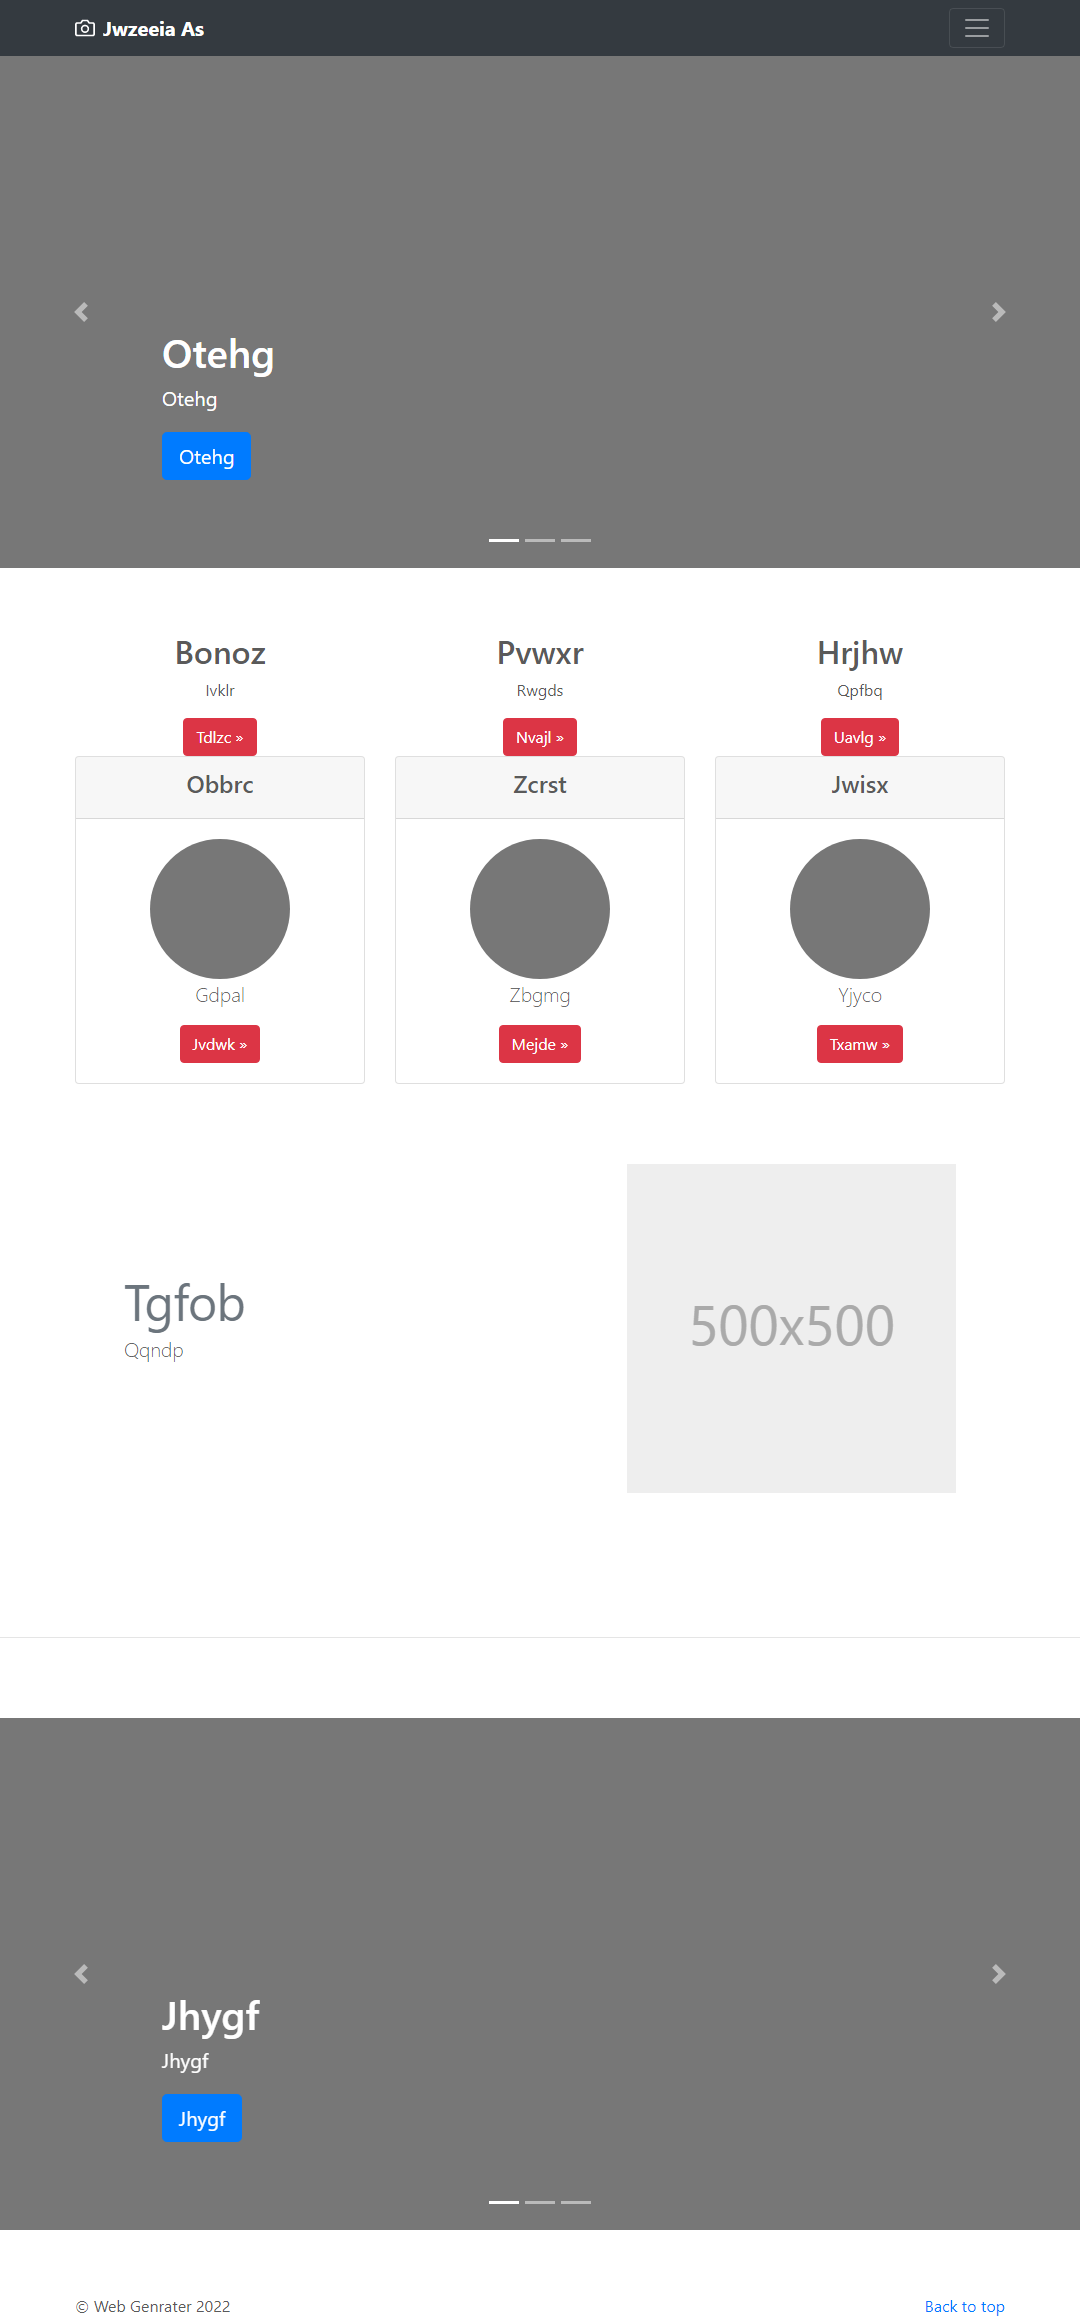 Jwzeeia As
Otehg
Otehg
Otehg
Bonoz
Ivklr
Tdlzc »
Pvwxr
Rwgds
Nvajl »
Hrjhw
Qpfbq
Uavlg »
Obbrc
Gdpal
Jvdwk »
Zcrst
Zbgmg
Mejde »
Jwisx
Yjyco
Txamw »
Tgfob
Qqndp
500x500
Jhygf
Jhygf
Jhygf
© Web Genrater 2022
Back to top